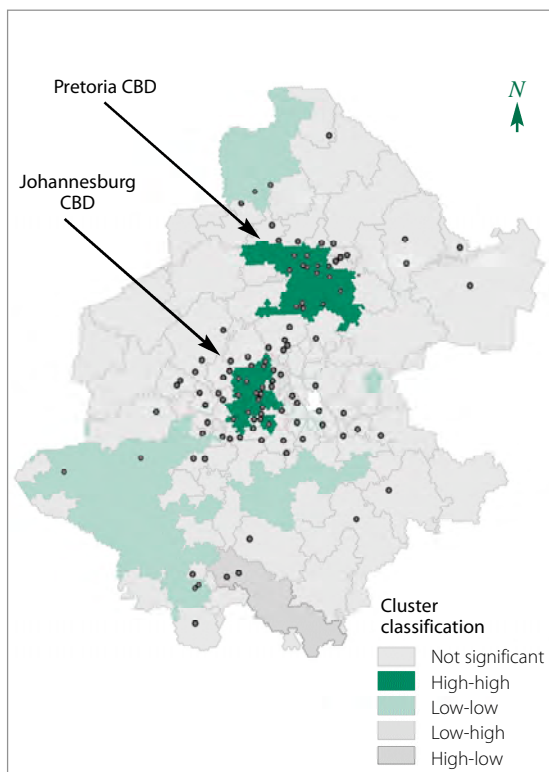 Pretoria CBD
N
Johannesburg
CBD
Cluster
classification
Not significant
High-high
Low-low
Low-high
High-low